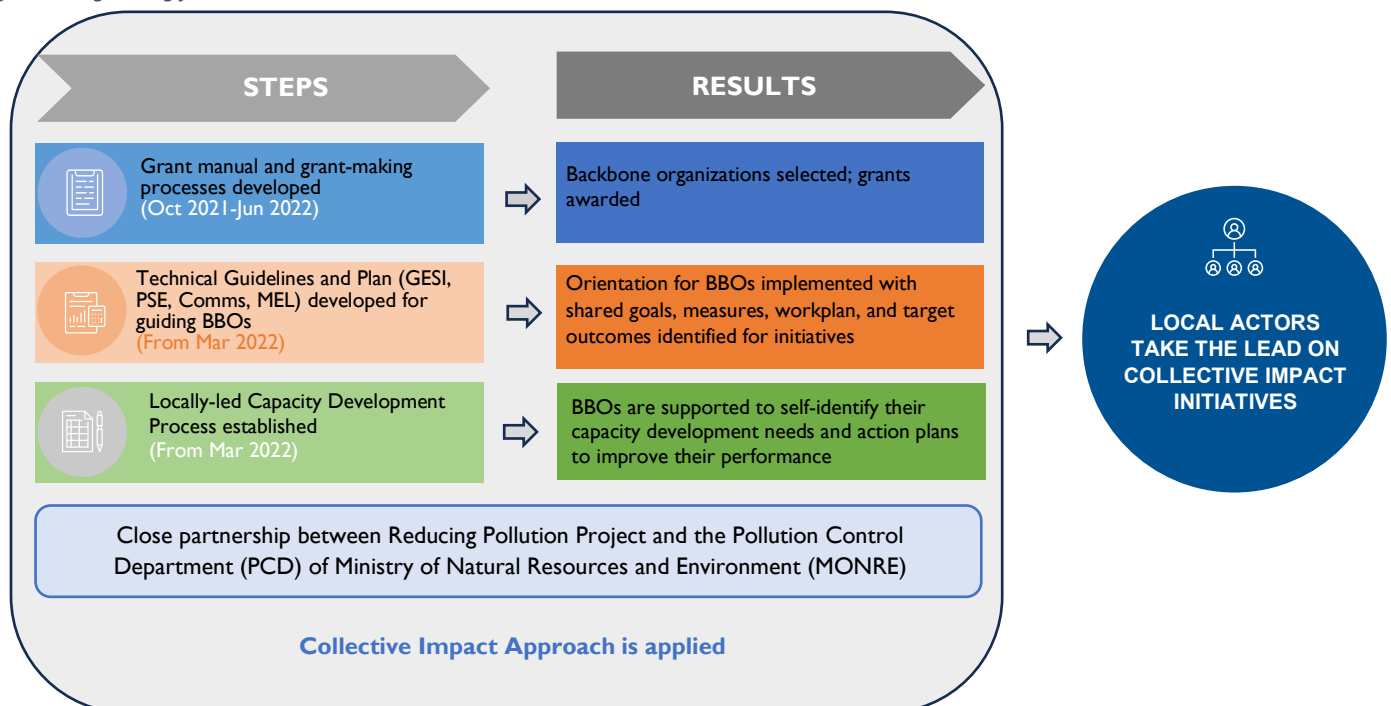 STEPS
RESULTS
Grant manual and grant-making
processes developed
(Oct 2021-Jun 2022)
Backbone organizations selected; grants
awarded
Technical Guidelines and Plan (GESI,
PSE, Comms, MEL) developed for
guiding BBOs
(From Mar 2022)
Orientation for BBOs implemented with
shared goals, measures, workplan, and target
outcomes identified for initiatives
Locally-led Capacity Development
Process established
(From Mar 2022)
BBOs are supported to self-identify their
capacity development needs and action plans
to improve their performance
Close partnership between Reducing Pollution Project and the Pollution Control
Department (PCD) of Ministry of Natural Resources and Environment (MONRE)
Collective Impact Approach is applied
LOCAL ACTORS
TAKE THE LEAD ON
COLLECTIVE IMPACT
INITIATIVES